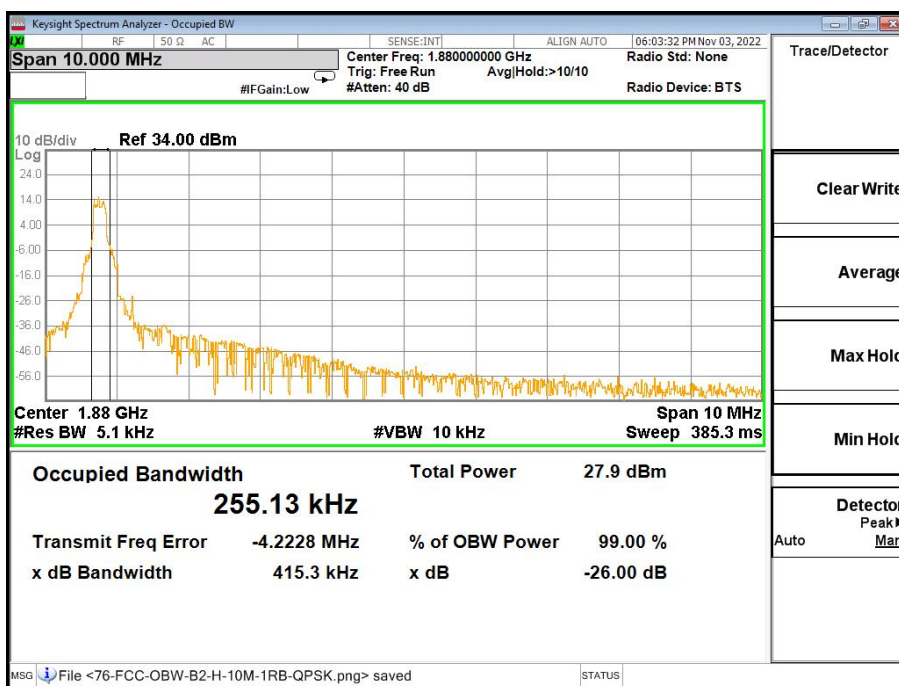 Keysight Spectrum Analyzer - Occupied BW
LXI RF 50 Ω AC SENSE:INT ALIGN AUTO 06:03:32 PM Nov 03, 2022
Span 10.000 MHz
Center Freq: 1.880000000 GHz Radio Std: None
Trig: Free Run Avg|Hold:>10/10
#IFGain:Low #Atten: 40 dB Radio Device: BTS
Trace/Detector
10 dB/div Ref 34.00 dBm
Log
24.0
14.0
4.00
-6.00
-16.0
-26.0
-36.0
-46.0
-56.0
Center 1.88 GHz Span 10 MHz
#Res BW 5.1 kHz #VBW 10 kHz Sweep 385.3 ms
Occupied Bandwidth Total Power 27.9 dBm
255.13 kHz
Transmit Freq Error -4.2228 MHz % of OBW Power 99.00 %
x dB Bandwidth 415.3 kHz x dB -26.00 dB
Clear Write
Average
Max Hold
Min Hold
Detector
Peak
Auto Man
MSG File <76-FCC-OBW-B2-H-10M-1RB-QPSK.png> saved STATUS